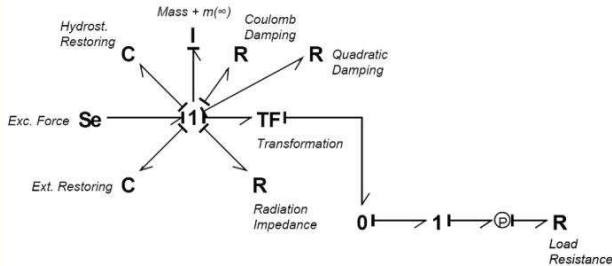 Mass + m(∞)
Hydrost.
Restoring
Coulomb
Damping
I
C
R
R
Quadratic
Damping
Exc. Force
Se
1
TF
Transformation
Ext. Restoring
C
R
Radiation
Impedance
0
1
P
R
Load
Resistance